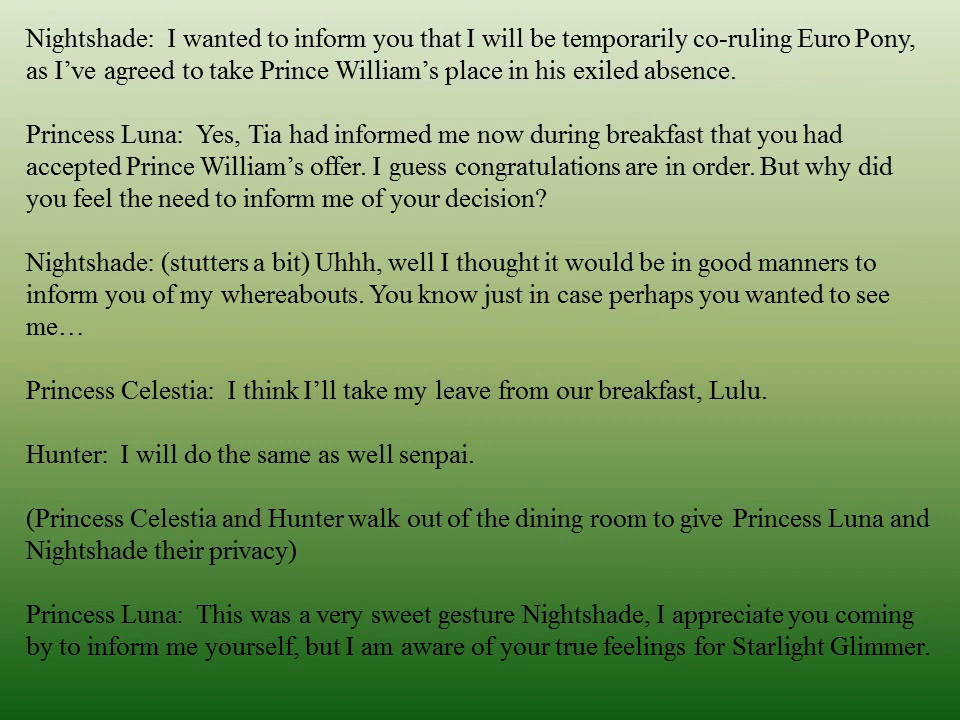 Nightshade:  I wanted to inform you that I will be temporarily co-ruling Euro Pony,
as I’ve agreed to take Prince William’s place in his exiled absence.
Princess Luna:  Yes, Tia had informed me now during breakfast that you had
accepted Prince William’s offer. I guess congratulations are in order. But why did
you feel the need to inform me of your decision?
Nightshade: (stutters a bit) Uhhh, well I thought it would be in good manners to
inform you of my whereabouts. You know just in case perhaps you wanted to see
me…
Princess Celestia:  I think I’ll take my leave from our breakfast, Lulu.
Hunter:  I will do the same as well senpai.
(Princess Celestia and Hunter walk out of the dining room to give Princess Luna and
Nightshade their privacy)
Princess Luna:  This was a very sweet gesture Nightshade, I appreciate you coming
by to inform me yourself, but I am aware of your true feelings for Starlight Glimmer.